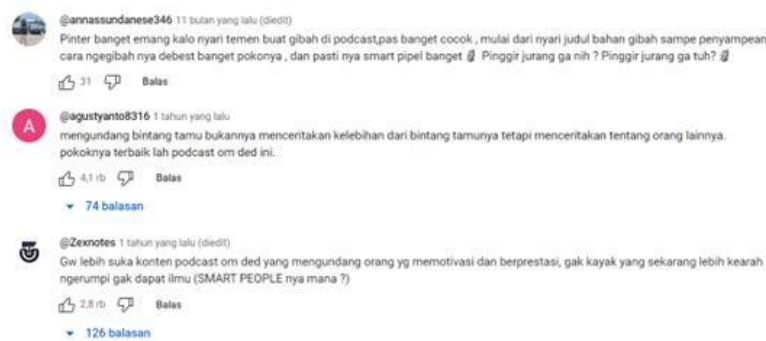 @annassundanese346 11 bulan yang lalu (diedit)
Pinter banget emang kalo nyari temen buat gibah di podcast,pas banget cocok , mulai dari nyari judul bahan gibah sampe penyampean
cara ngegibah nya debest banget pokonya , dan pasti nya smart pipel banget Pinggir jurang ga nih ? Pinggir jurang ga tuh?
31 Balas
A
@agustyanto8316 1 tahun yang lalu
mengundang bintang tamu bukannya menceritakan kelebihan dari bintang tamunya tetapi menceritakan tentang orang lainnya.
pokoknya terbaik lah podcast om ded ini.
4,1 rb Balas
74 balasan
@Zexnotes 1 tahun yang lalu (diedit)
Gw lebih suka konten podcast om ded yang mengundang orang yg memotivasi dan berprestasi, gak kayak yang sekarang lebih kearah
ngerumpi gak dapat ilmu (SMART PEOPLE nya mana ?)
2,8 rb Balas
126 balasan